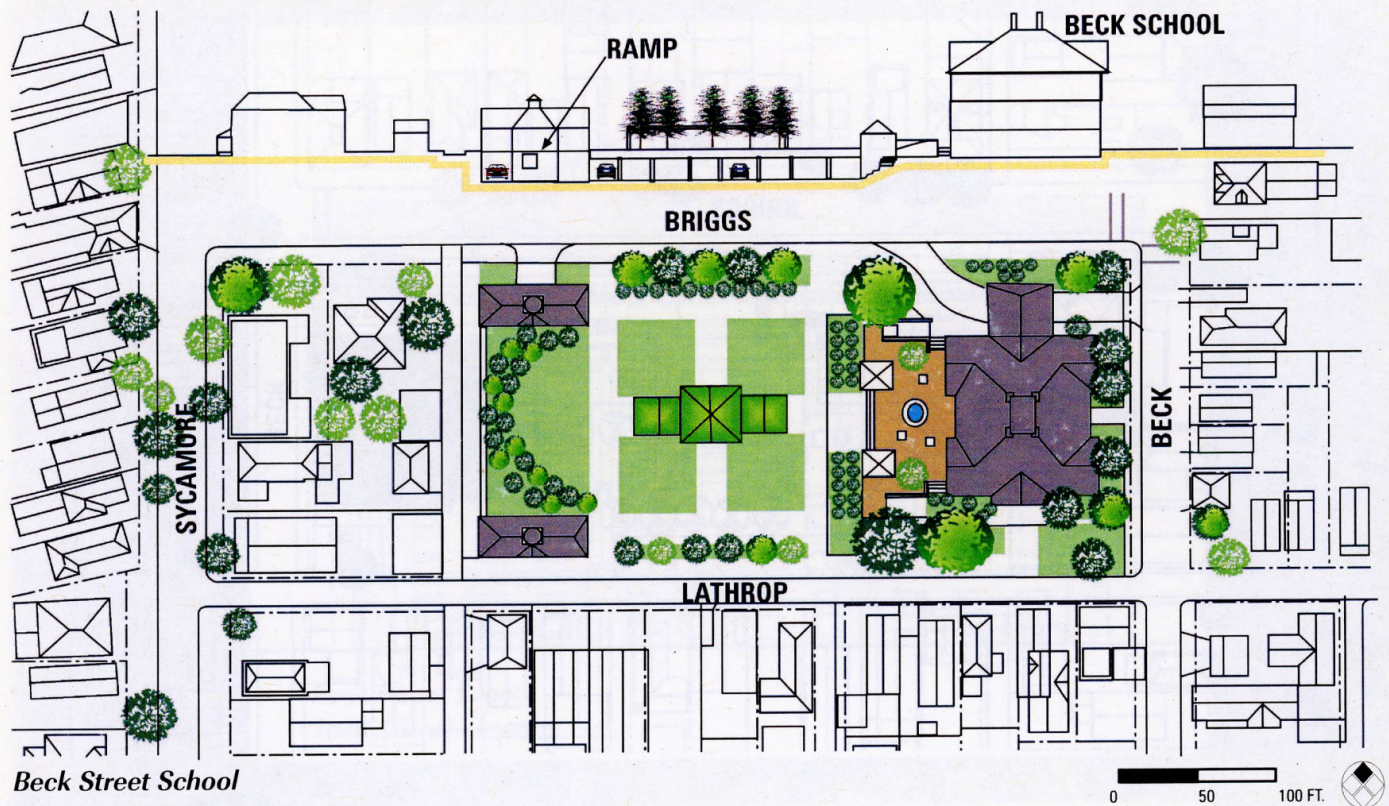 BECK SCHOOL
RAMP
BRIGGS
SYCAMORE
BECK
LATHROP
Beck Street School
0 50 100 FT.